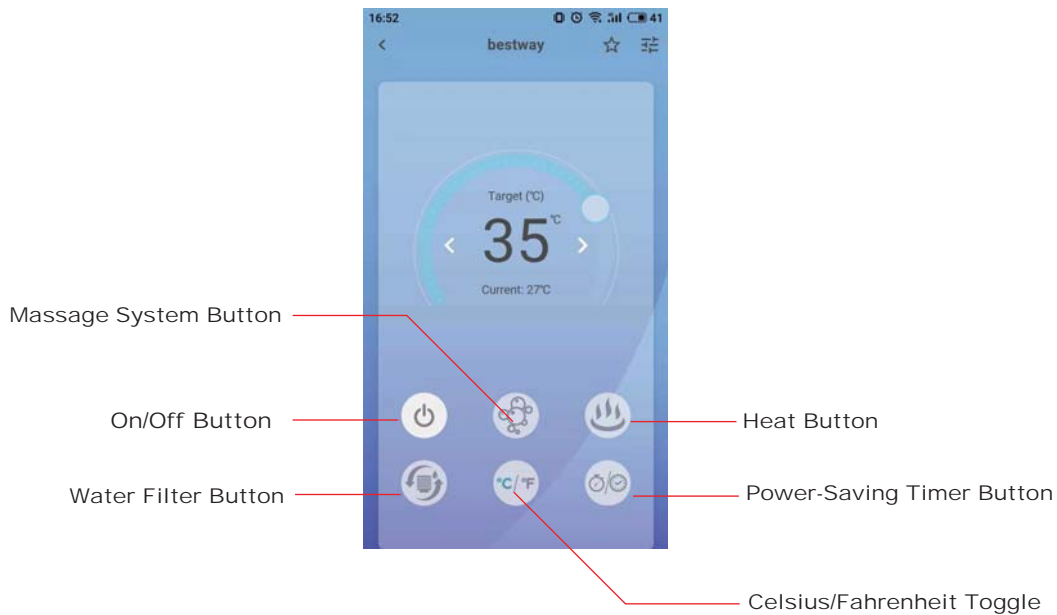 16:52
41
bestway
Target (℃)
35℃
Current: 27℃
Massage System Button
On/Off Button
Heat Button
Water Filter Button
°C/°F
Power-Saving Timer Button
Celsius/Fahrenheit Toggle